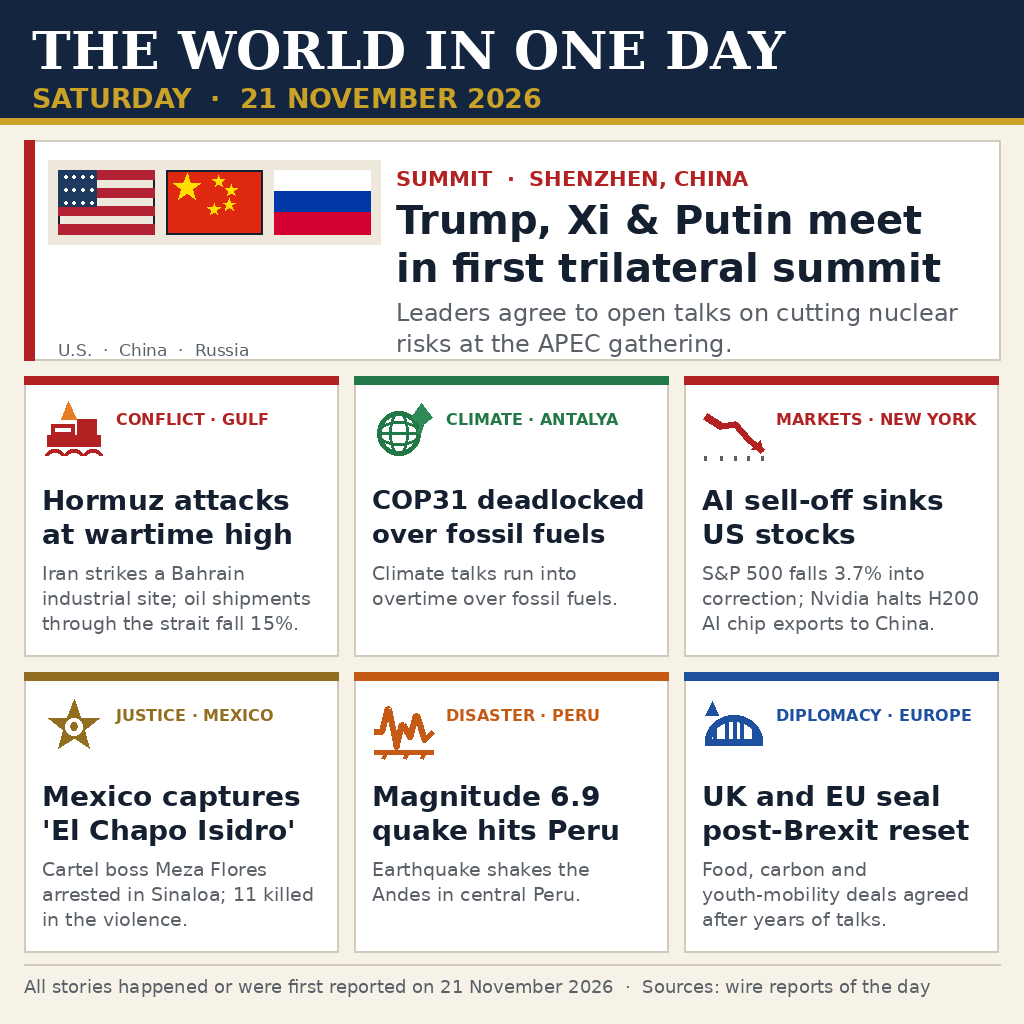 THE WORLD IN ONE DAY
SATURDAY · 21 NOVEMBER 2026
SUMMIT · SHENZHEN, CHINA
Trump, Xi & Putin meet
in first trilateral summit
Leaders agree to open talks on cutting nuclear
risks at the APEC gathering.
U.S. · China · Russia
CONFLICT · GULF
Hormuz attacks
at wartime high
Iran strikes a Bahrain
industrial site; oil shipments
through the strait fall 15%.
CLIMATE · ANTALYA
COP31 deadlocked
over fossil fuels
Climate talks run into
overtime over fossil fuels.
MARKETS · NEW YORK
AI sell-off sinks
US stocks
S&P 500 falls 3.7% into
correction; Nvidia halts H200
AI chip exports to China.
JUSTICE · MEXICO
Mexico captures
'El Chapo Isidro'
Cartel boss Meza Flores
arrested in Sinaloa; 11 killed
in the violence.
DISASTER · PERU
Magnitude 6.9
quake hits Peru
Earthquake shakes the
Andes in central Peru.
DIPLOMACY · EUROPE
UK and EU seal
post-Brexit reset
Food, carbon and
youth-mobility deals agreed
after years of talks.
All stories happened or were first reported on 21 November 2026 · Sources: wire reports of the day